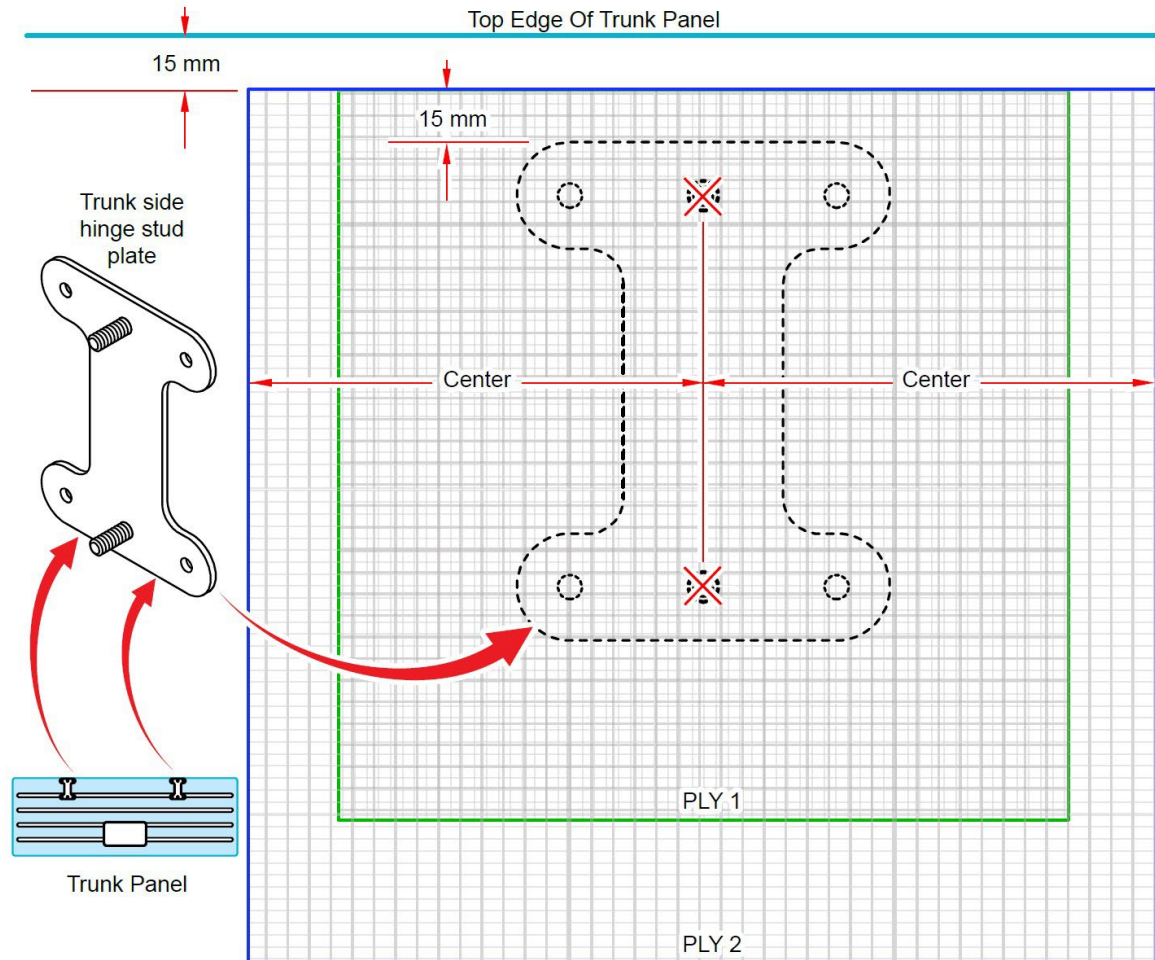 Top Edge Of Trunk Panel
15 mm
15 mm
Trunk side
hinge stud
plate
Center
Center
PLY 1
Trunk Panel
PLY 2